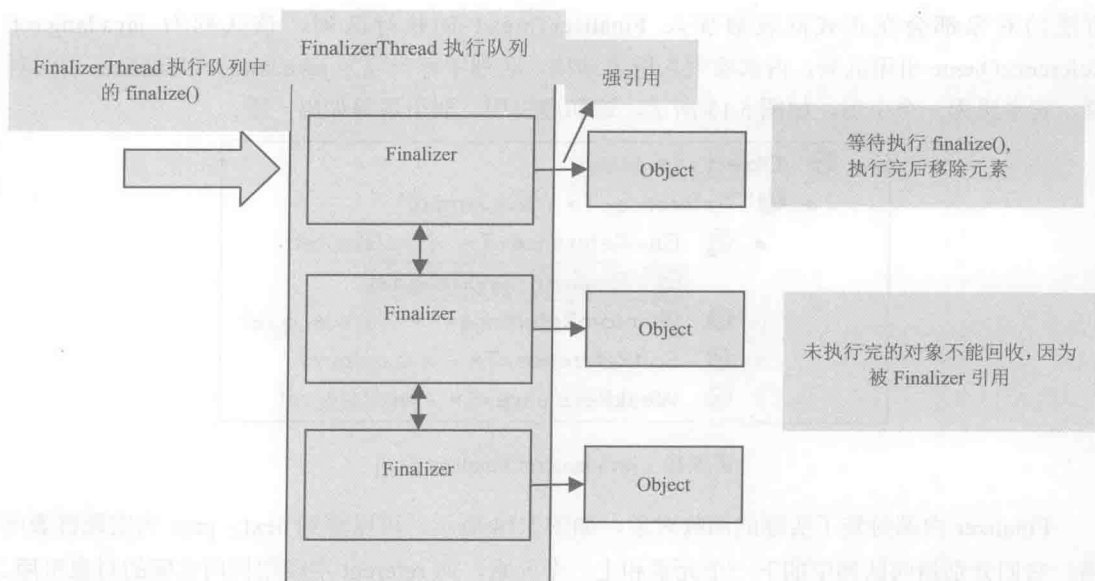 FinalizerThread 执行队列中
的 finalize()
FinalizerThread 执行队列
强引用
Finalizer
Object
等待执行 finalize(),
执行完后移除元素
Finalizer
Object
未执行完的对象不能回收，因为
被 Finalizer 引用
Finalizer
Object